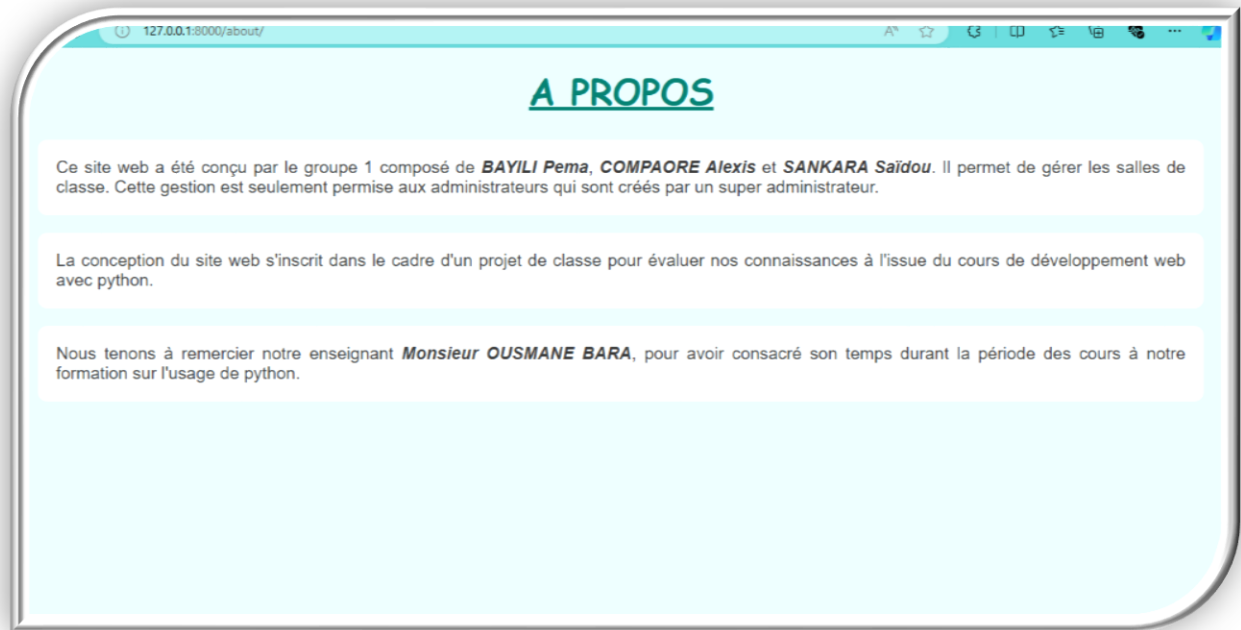 127.0.0.1:8000/about/
A PROPOS
Ce site web a été conçu par le groupe 1 composé de BAYILI Pema, COMPAORE Alexis et SANKARA Saïdou. Il permet de gérer les salles de
classe. Cette gestion est seulement permise aux administrateurs qui sont créés par un super administrateur.
La conception du site web s'inscrit dans le cadre d'un projet de classe pour évaluer nos connaissances à l'issue du cours de développement web
avec python.
Nous tenons à remercier notre enseignant Monsieur OUSMANE BARA, pour avoir consacré son temps durant la période des cours à notre
formation sur l'usage de python.